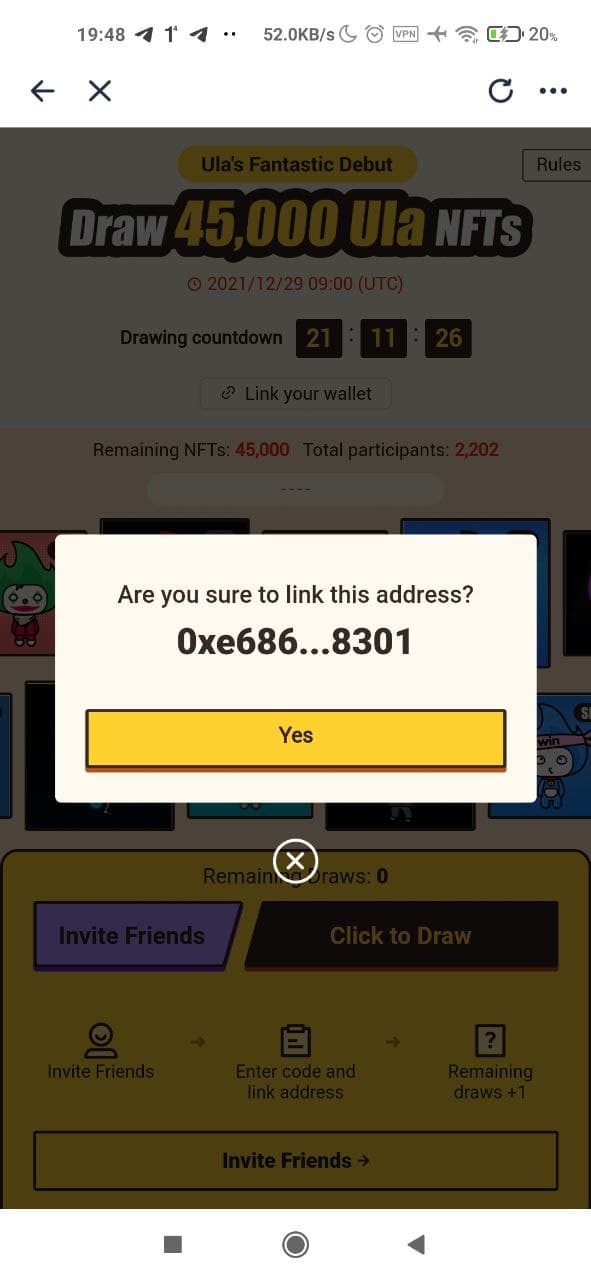 19:48
52.0KB/s VPN 20%
Ula's Fantastic Debut
Rules
Draw 45,000 Ula NFTs
2021/12/29 09:00 (UTC)
Drawing countdown 21 : 11 : 26
Link your wallet
Remaining NFTs: 45,000 Total participants: 2,202
----
Are you sure to link this address?
0xe686...8301
Yes
win
Remaining Draws: 0
Invite Friends
Click to Draw
Invite Friends
Enter code and
link address
Remaining
draws +1
Invite Friends